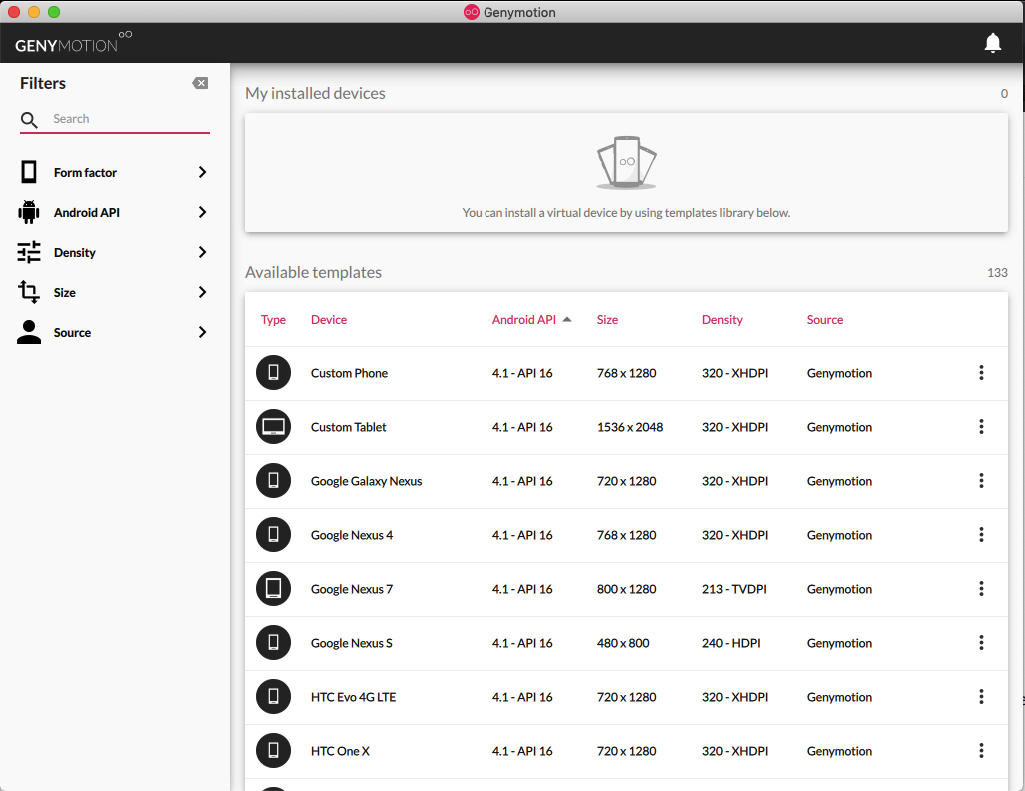 Genymotion
GENYMOTION
Filters
Search
Form factor
Android API
Density
Size
Source
My installed devices 0
You can install a virtual device by using templates library below.
Available templates 133
Type Device Android API Size Density Source
Custom Phone 4.1 - API 16 768 x 1280 320 - XHDPI Genymotion
Custom Tablet 4.1 - API 16 1536 x 2048 320 - XHDPI Genymotion
Google Galaxy Nexus 4.1 - API 16 720 x 1280 320 - XHDPI Genymotion
Google Nexus 4 4.1 - API 16 768 x 1280 320 - XHDPI Genymotion
Google Nexus 7 4.1 - API 16 800 x 1280 213 - TVDPI Genymotion
Google Nexus S 4.1 - API 16 480 x 800 240 - HDPI Genymotion
HTC Evo 4G LTE 4.1 - API 16 720 x 1280 320 - XHDPI Genymotion
HTC One X 4.1 - API 16 720 x 1280 320 - XHDPI Genymotion